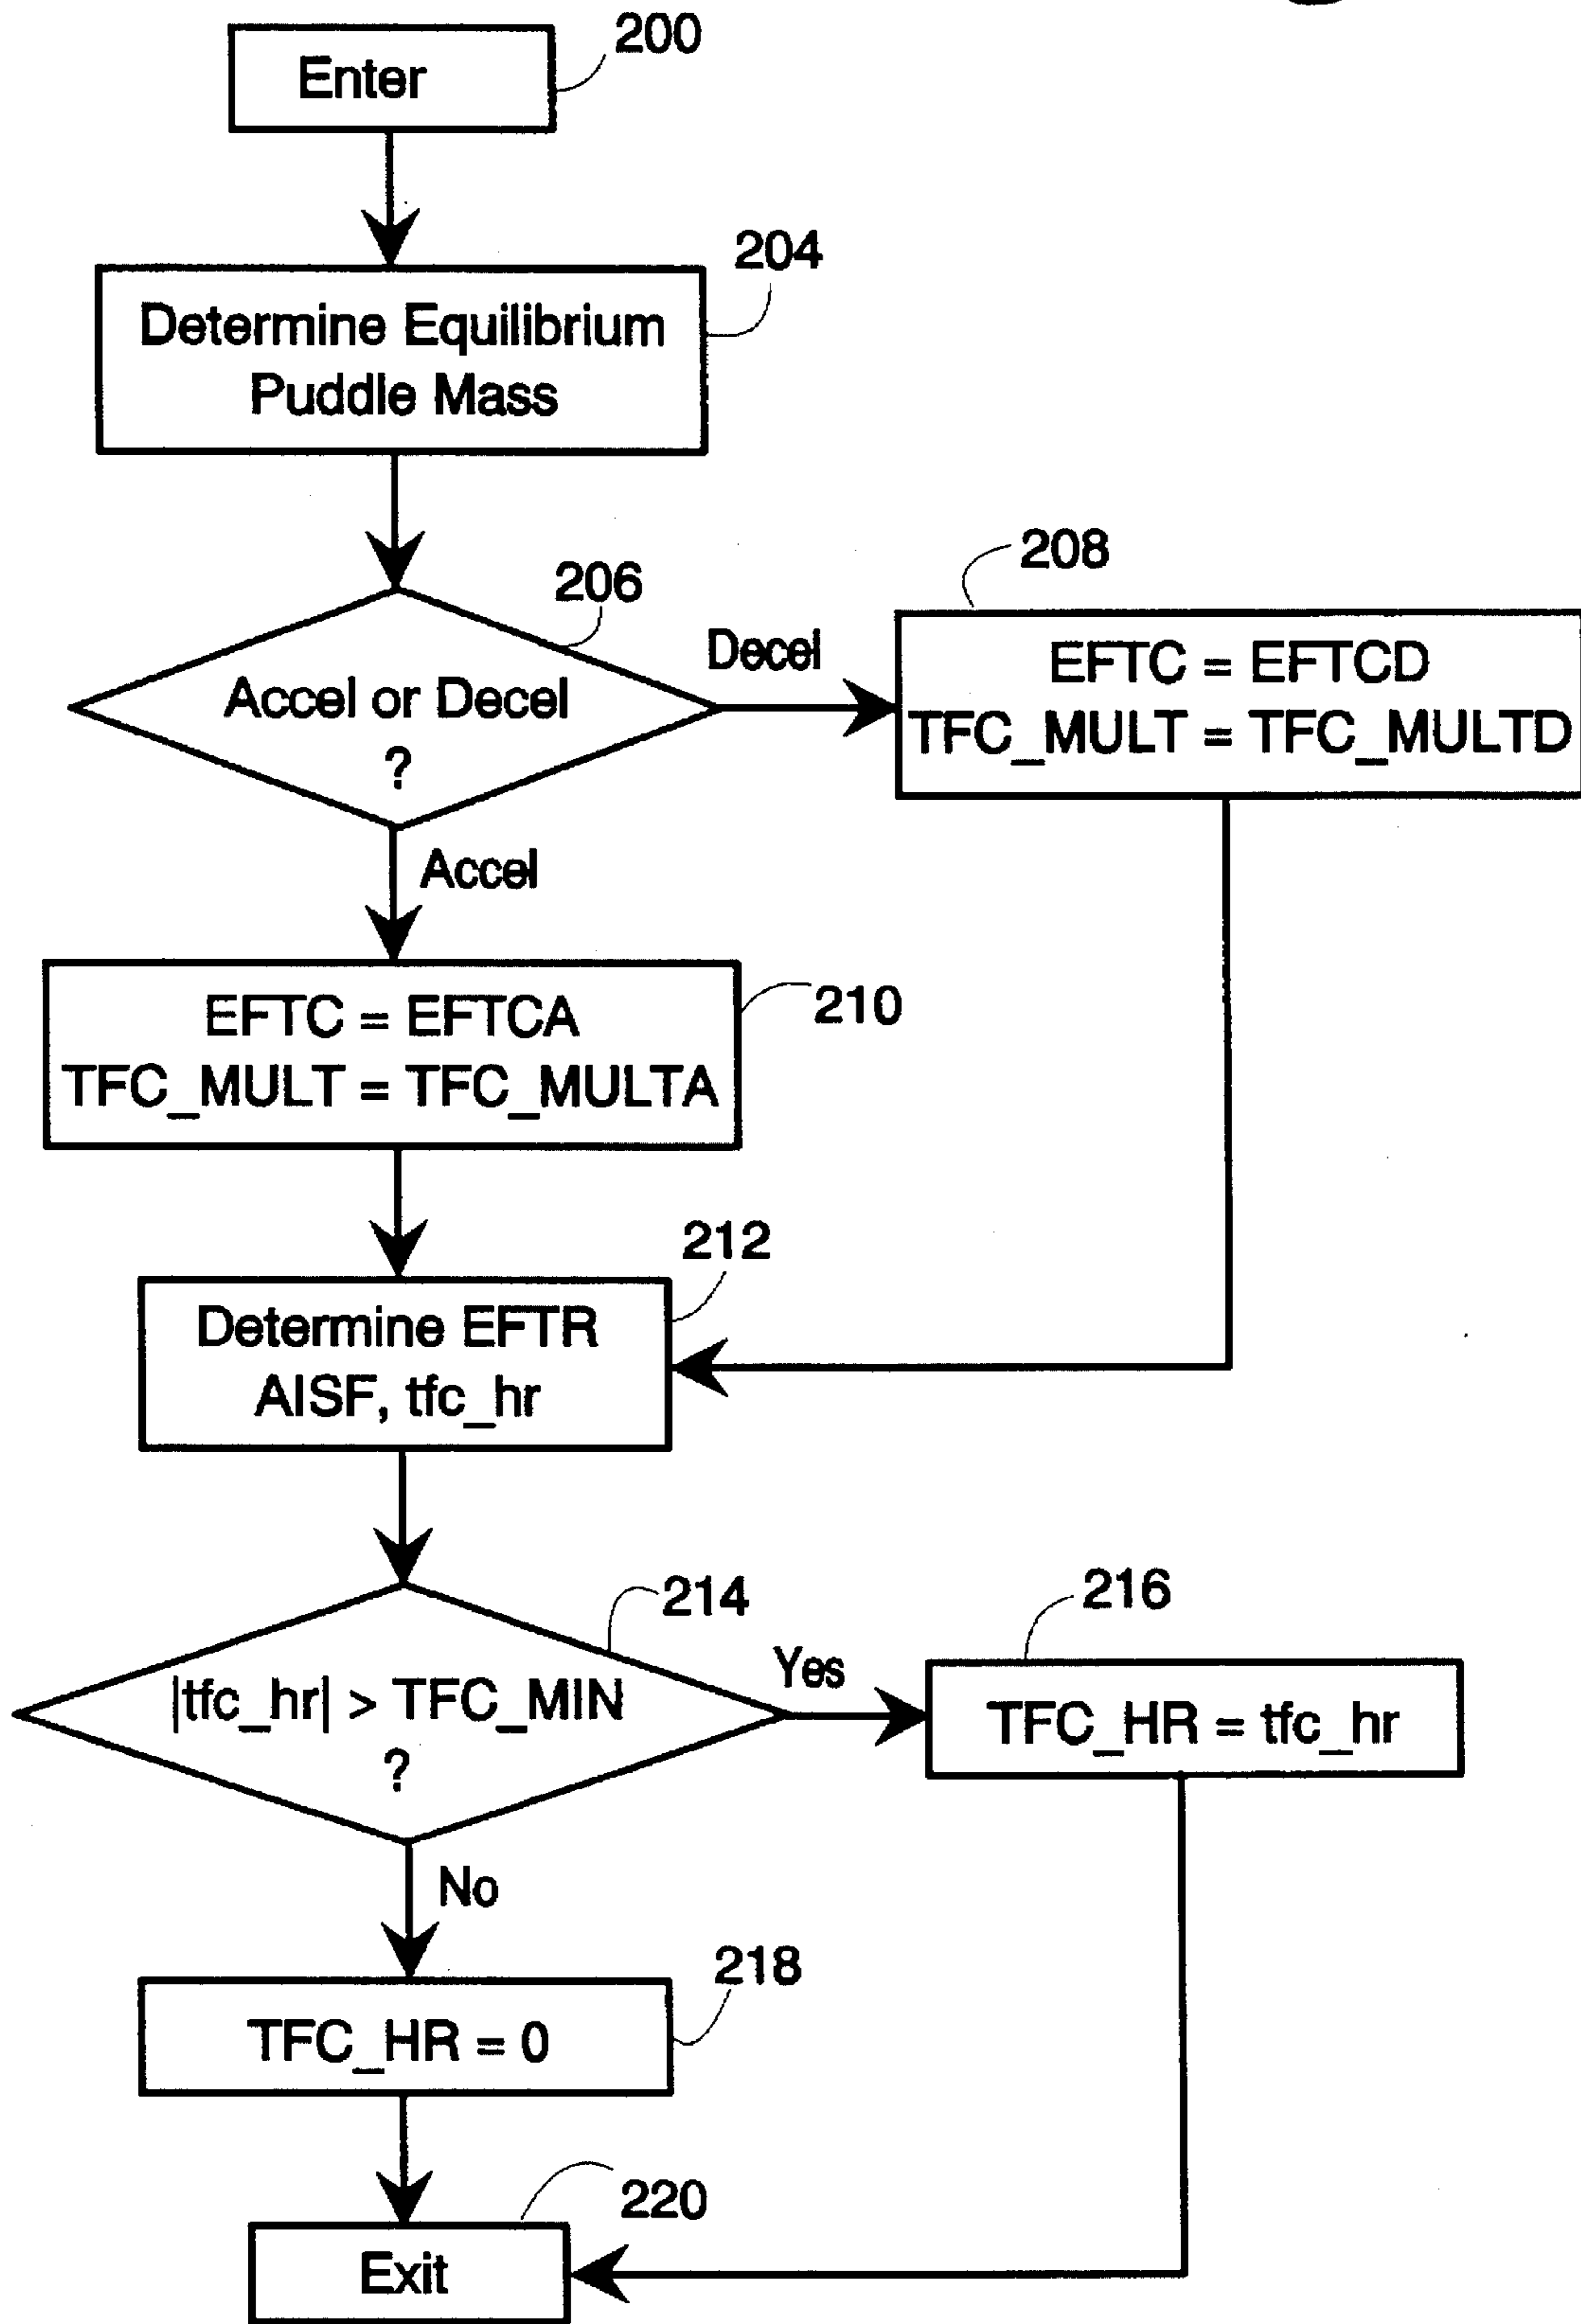 200
Enter
204
Determine Equilibrium
Puddle Mass
206
Accel or Decel
?
Decel
208
EFTC = EFTCD
TFC_MULT = TFC_MULTD
Accel
210
EFTC = EFTCA
TFC_MULT = TFC_MULTA
212
Determine EFTR
AISF, tfc_hr
214
|tfc_hr| > TFC_MIN
?
Yes
216
TFC_HR = tfc_hr
No
218
TFC_HR = 0
220
Exit